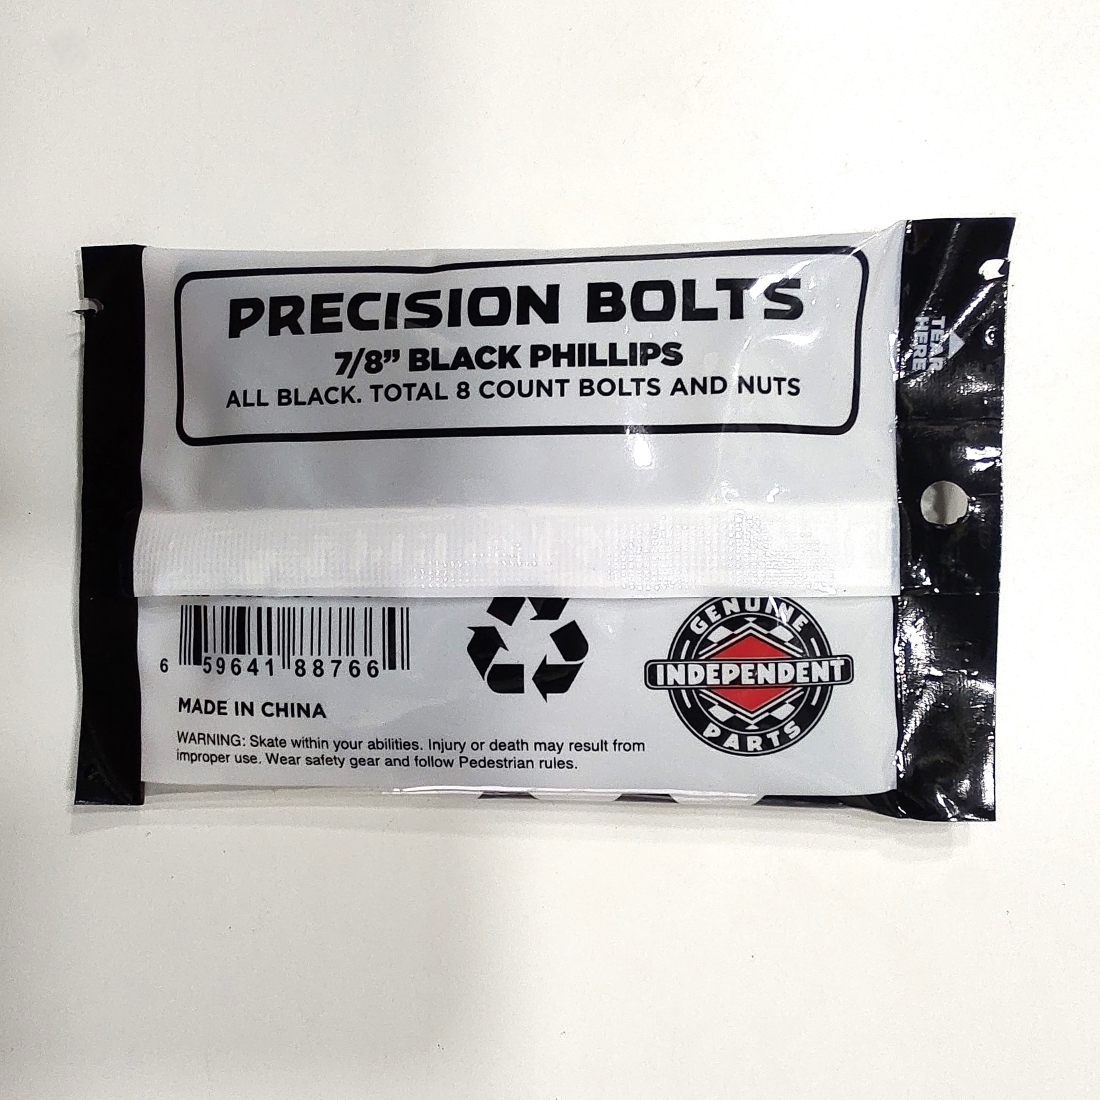 PRECISION BOLTS
7/8” BLACK PHILLIPS
ALL BLACK. TOTAL 8 COUNT BOLTS AND NUTS
TEAR
HERE
6 59641 88766
MADE IN CHINA
WARNING: Skate within your abilities. Injury or death may result from
improper use. Wear safety gear and follow Pedestrian rules.
GENUINE
INDEPENDENT
PARTS